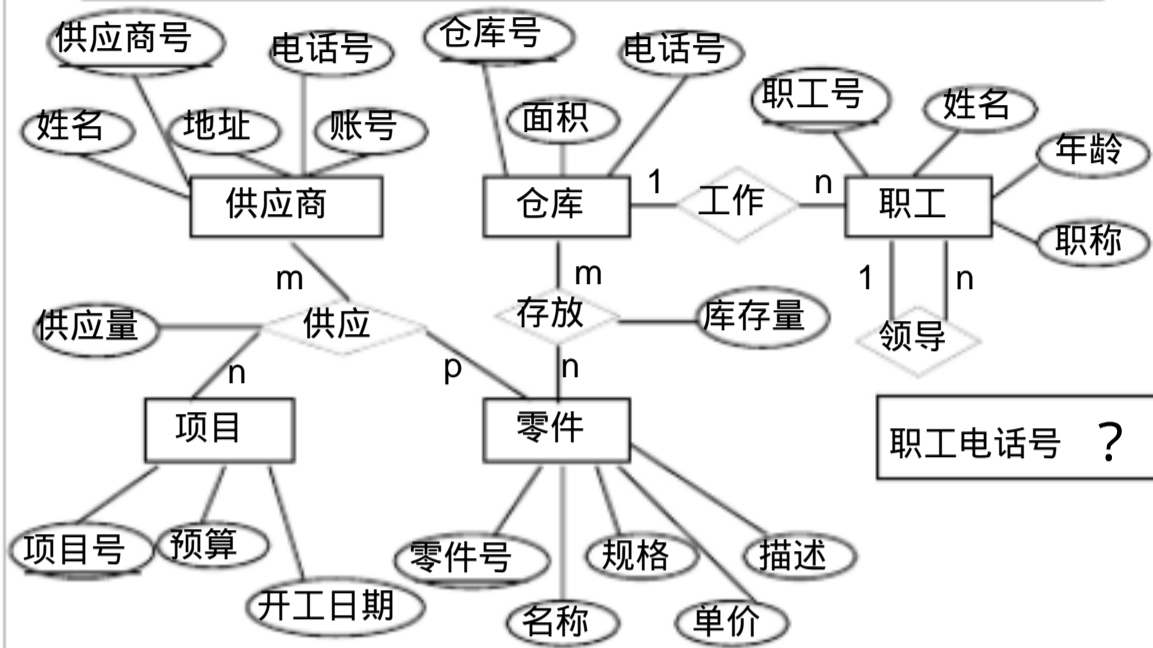 供应商号
电话号
仓库号
电话号
姓名
地址
账号
面积
职工号
姓名
年龄
职称
供应商
仓库
1
工作
n
职工
m
m
1
n
供应量
供应
存放
库存量
领导
n
p
n
项目
零件
职工电话号 ?
项目号
预算
开工日期
零件号
规格
描述
名称
单价